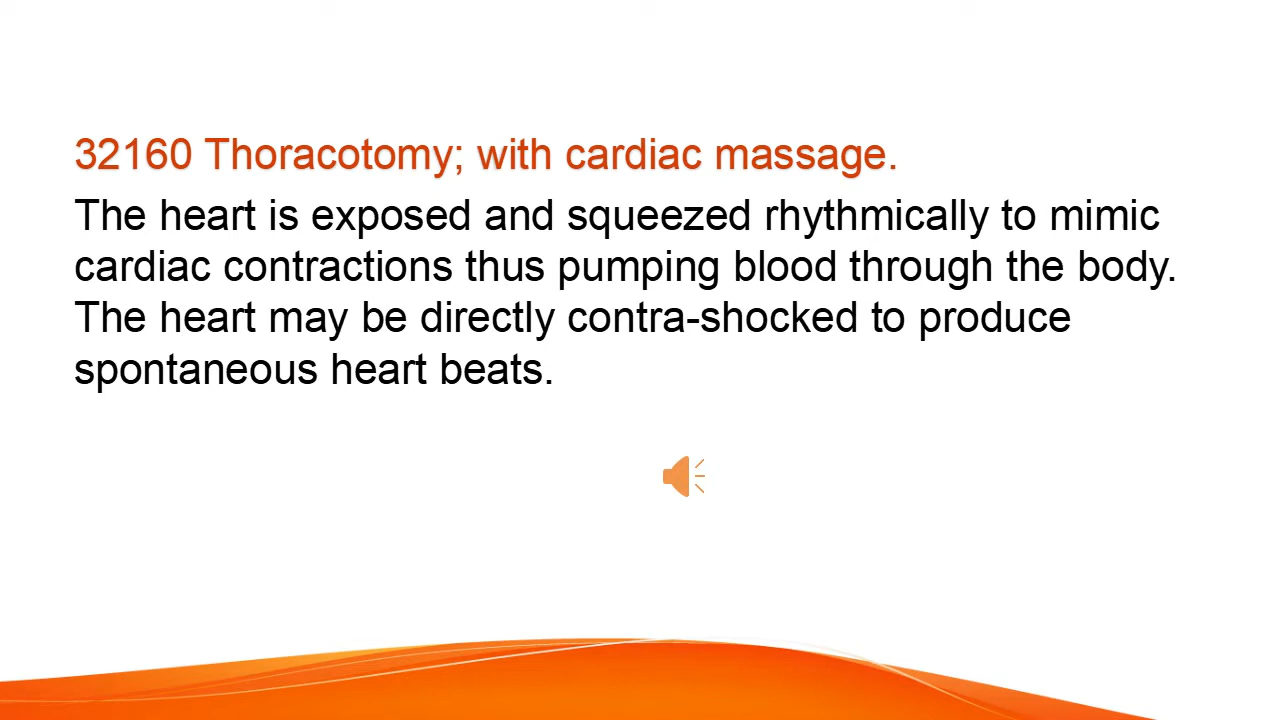 32160 Thoracotomy; with cardiac massage.
The heart is exposed and squeezed rhythmically to mimic
cardiac contractions thus pumping blood through the body.
The heart may be directly contra-shocked to produce
spontaneous heart beats.